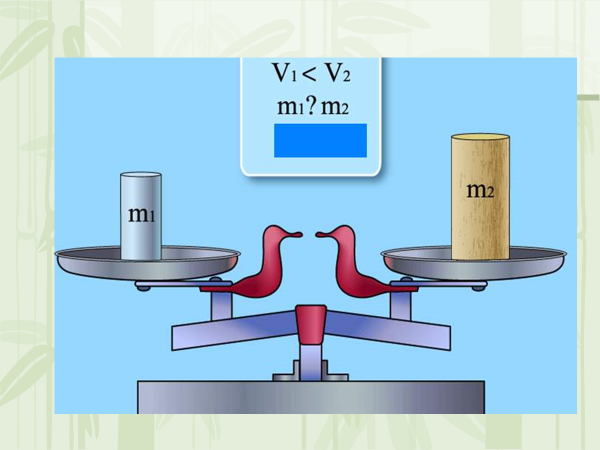 V₁ < V₂
m₁? m₂
m₁
m₂